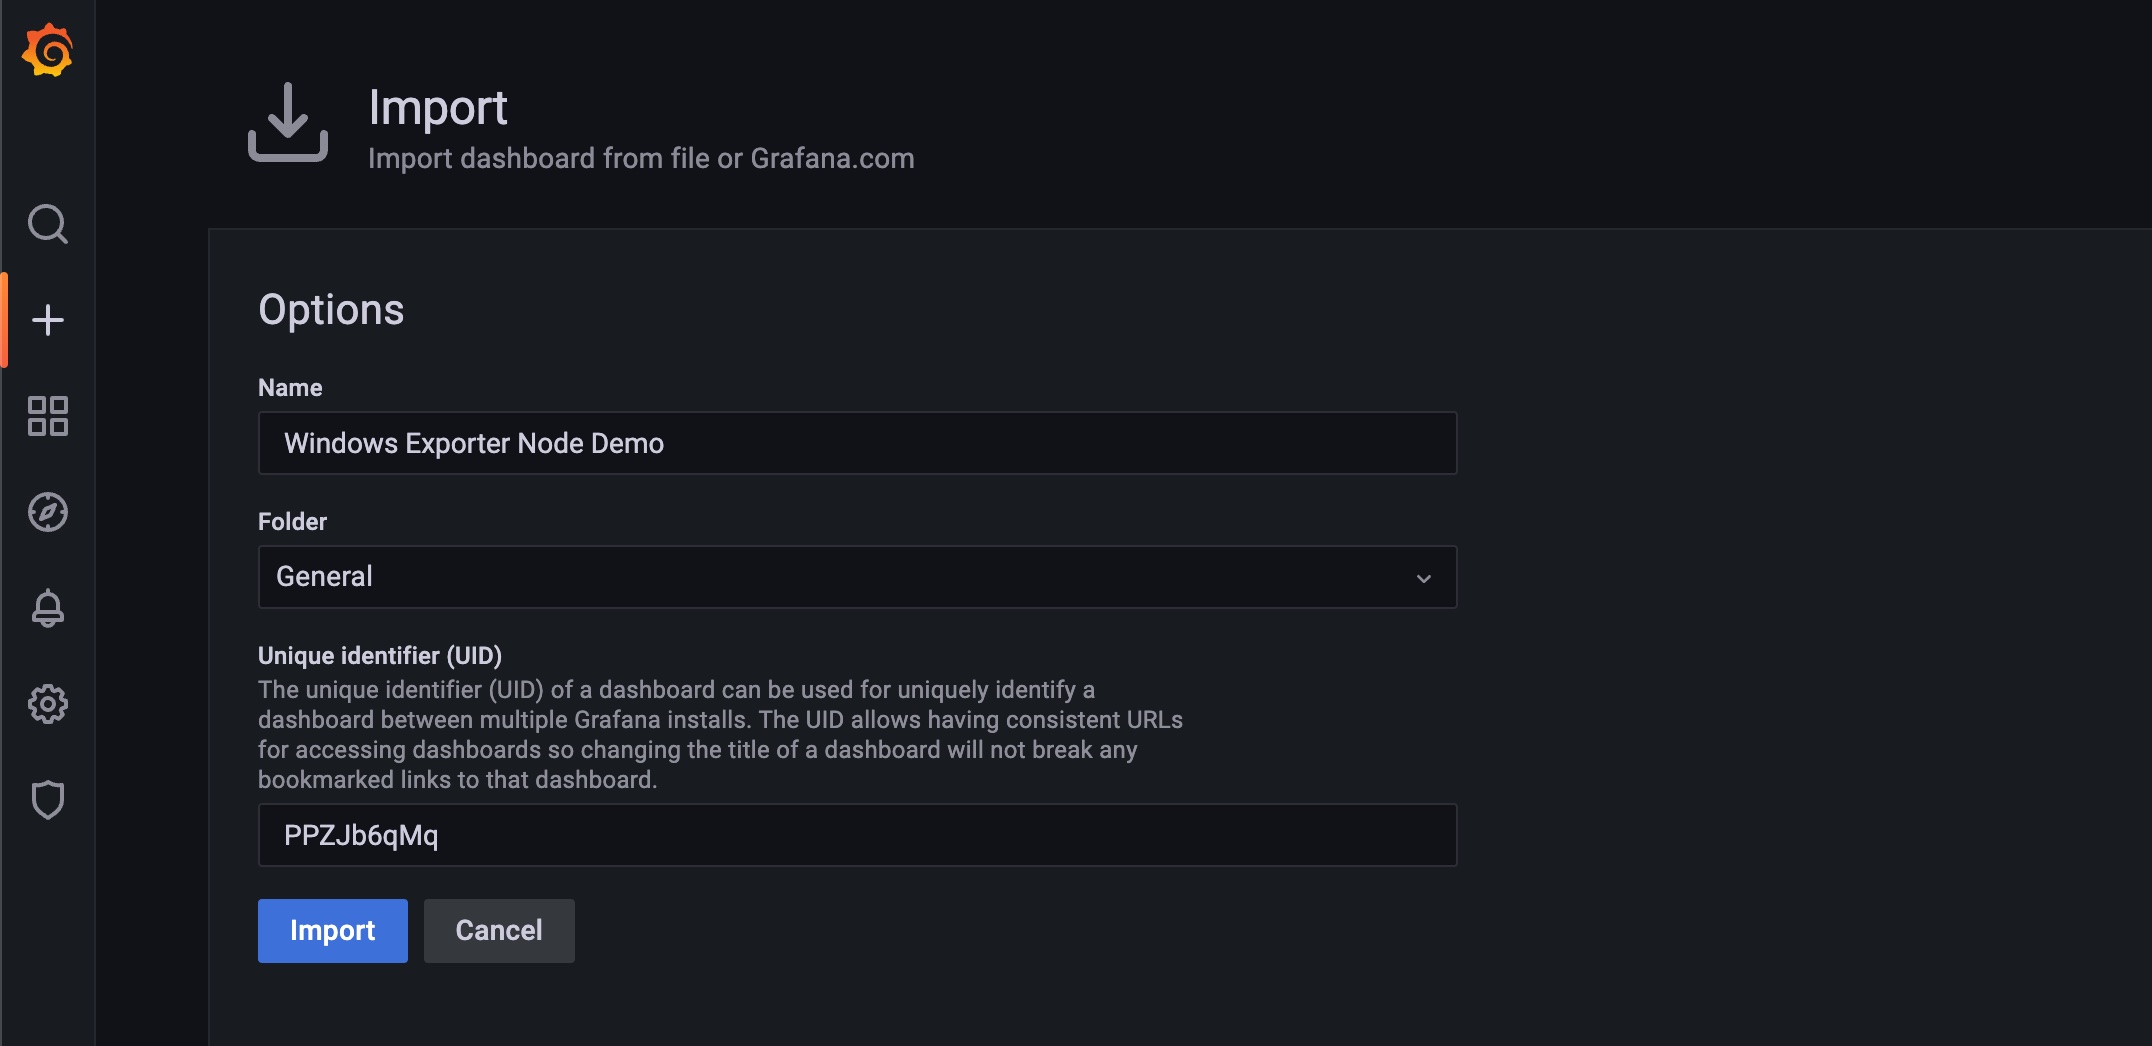 Import
Import dashboard from file or Grafana.com
Options
Name
Windows Exporter Node Demo
Folder
General
Unique identifier (UID)
The unique identifier (UID) of a dashboard can be used for uniquely identify a
dashboard between multiple Grafana installs. The UID allows having consistent URLs
for accessing dashboards so changing the title of a dashboard will not break any
bookmarked links to that dashboard.
PPZJb6qMq
Import Cancel